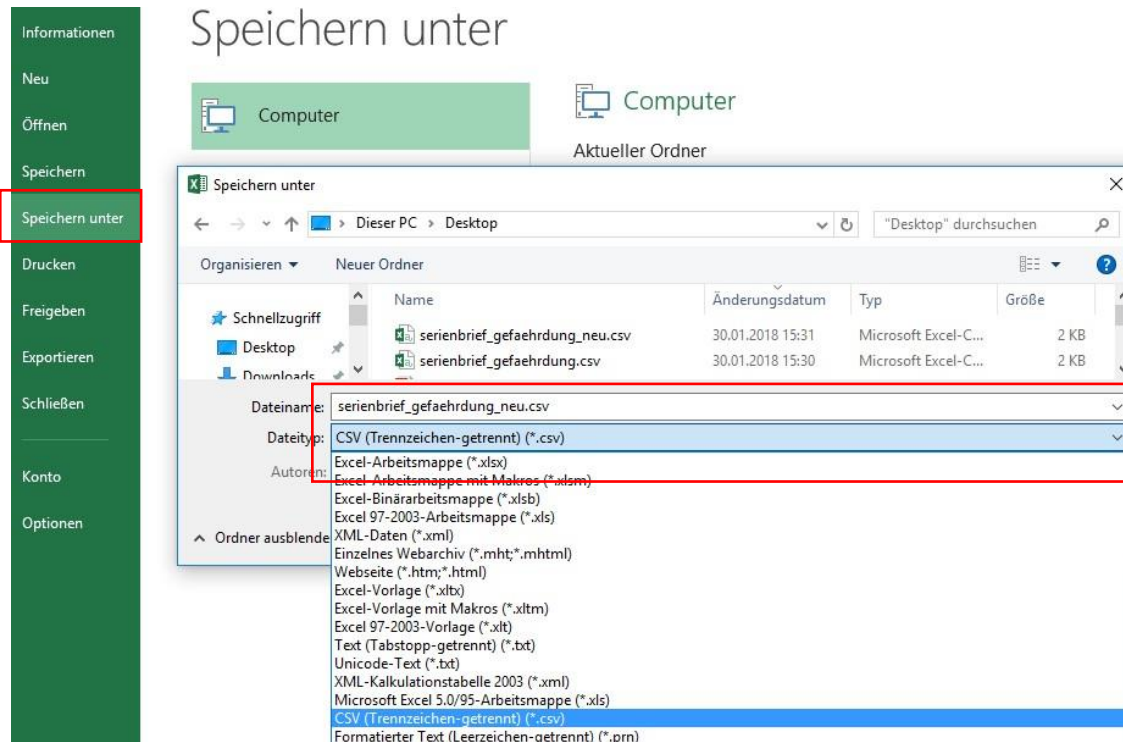 Speichern unter
Informationen
Neu
Öffnen
Speichern
Speichern unter
Drucken
Freigeben
Exportieren
Schließen
Konto
Optionen
Computer
Computer
Aktueller Ordner
Speichern unter
Dieser PC > Desktop
"Desktop" durchsuchen
Organisieren Neuer Ordner
Name Änderungsdatum Typ Größe
Schnellzugriff
Desktop
Downloads
serienbrief_gefaehrdung_neu.csv 30.01.2018 15:31 Microsoft Excel-C... 2 KB
serienbrief_gefaehrdung.csv 30.01.2018 15:30 Microsoft Excel-C... 2 KB
Dateiname: serienbrief_gefaehrdung_neu.csv
Dateityp: CSV (Trennzeichen-getrennt) (*.csv)
Autoren:
Ordner ausblende
Excel-Arbeitsmappe (*.xlsx)
Excel-Arbeitsmappe mit Makros (*.xlsm)
Excel-Binärarbeitsmappe (*.xlsb)
Excel 97-2003-Arbeitsmappe (*.xls)
XML-Daten (*.xml)
Einzelnes Webarchiv (*.mht;*.mhtml)
Webseite (*.htm;*.html)
Excel-Vorlage (*.xltx)
Excel-Vorlage mit Makros (*.xltm)
Excel 97-2003-Vorlage (*.xlt)
Text (Tabstopp-getrennt) (*.txt)
Unicode-Text (*.txt)
XML-Kalkulationstabelle 2003 (*.xml)
Microsoft Excel 5.0/95-Arbeitsmappe (*.xls)
CSV (Trennzeichen-getrennt) (*.csv)
Formatierter Text (Leerzeichen-getrennt) (*.prn)